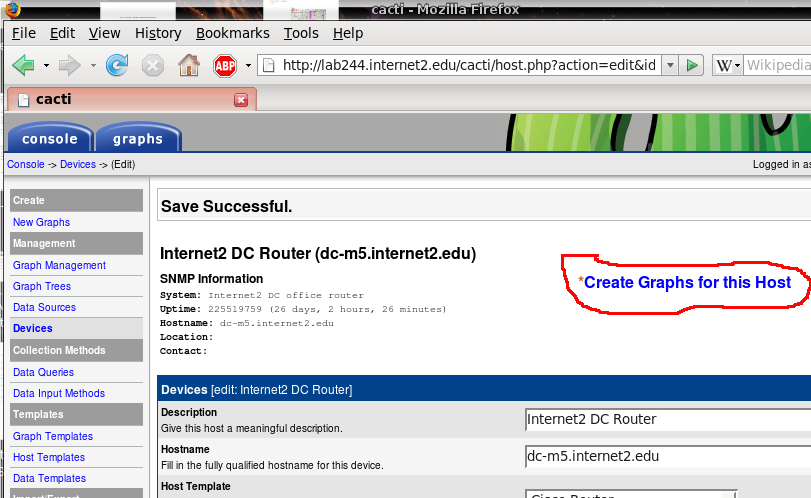 cacti - Mozilla Firefox
File Edit View History Bookmarks Tools Help
ABP http://lab244.internet2.edu/cacti/host.php?action=edit&id W Wikipedia
cacti
console graphs
Console -> Devices -> (Edit) Logged in as
Create
New Graphs
Management
Graph Management
Graph Trees
Data Sources
Devices
Collection Methods
Data Queries
Data Input Methods
Templates
Graph Templates
Host Templates
Data Templates
Import/Export
Save Successful.
Internet2 DC Router (dc-m5.internet2.edu)
SNMP Information
System: Internet2 DC office router
Uptime: 225519759 (26 days, 2 hours, 26 minutes)
Hostname: dc-m5.internet2.edu
Location:
Contact:
*Create Graphs for this Host
Devices [edit: Internet2 DC Router]
Description
Give this host a meaningful description.
Internet2 DC Router
Hostname
Fill in the fully qualified hostname for this device.
dc-m5.internet2.edu
Host Template
Cisco Router